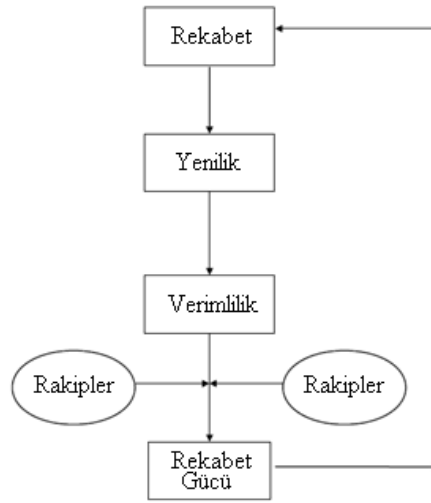 Rekabet
Yenilik
Verimlilik
Rakipler
Rakipler
Rekabet
Gücü